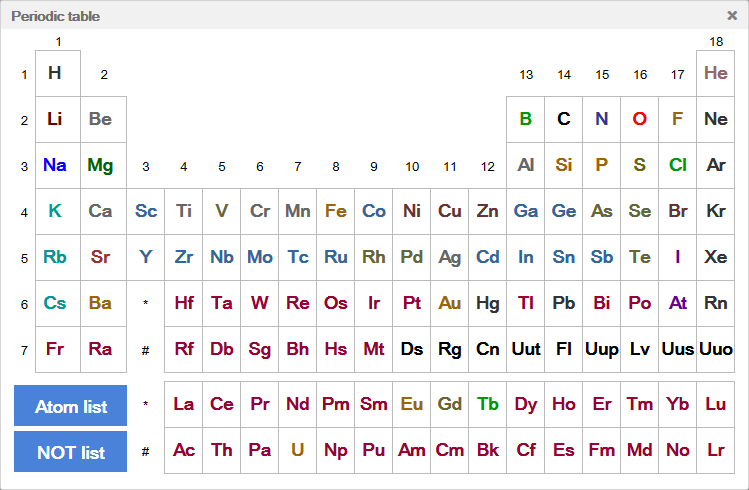 Periodic table ×
1 18
1 H 2 13 14 15 16 17 He
2 Li Be B C N O F Ne
3 Na Mg 3 4 5 6 7 8 9 10 11 12 Al Si P S Cl Ar
4 K Ca Sc Ti V Cr Mn Fe Co Ni Cu Zn Ga Ge As Se Br Kr
5 Rb Sr Y Zr Nb Mo Tc Ru Rh Pd Ag Cd In Sn Sb Te I Xe
6 Cs Ba * Hf Ta W Re Os Ir Pt Au Hg Tl Pb Bi Po At Rn
7 Fr Ra # Rf Db Sg Bh Hs Mt Ds Rg Cn Uut Fl Uup Lv Uus Uuo
Atom list * La Ce Pr Nd Pm Sm Eu Gd Tb Dy Ho Er Tm Yb Lu
NOT list # Ac Th Pa U Np Pu Am Cm Bk Cf Es Fm Md No Lr